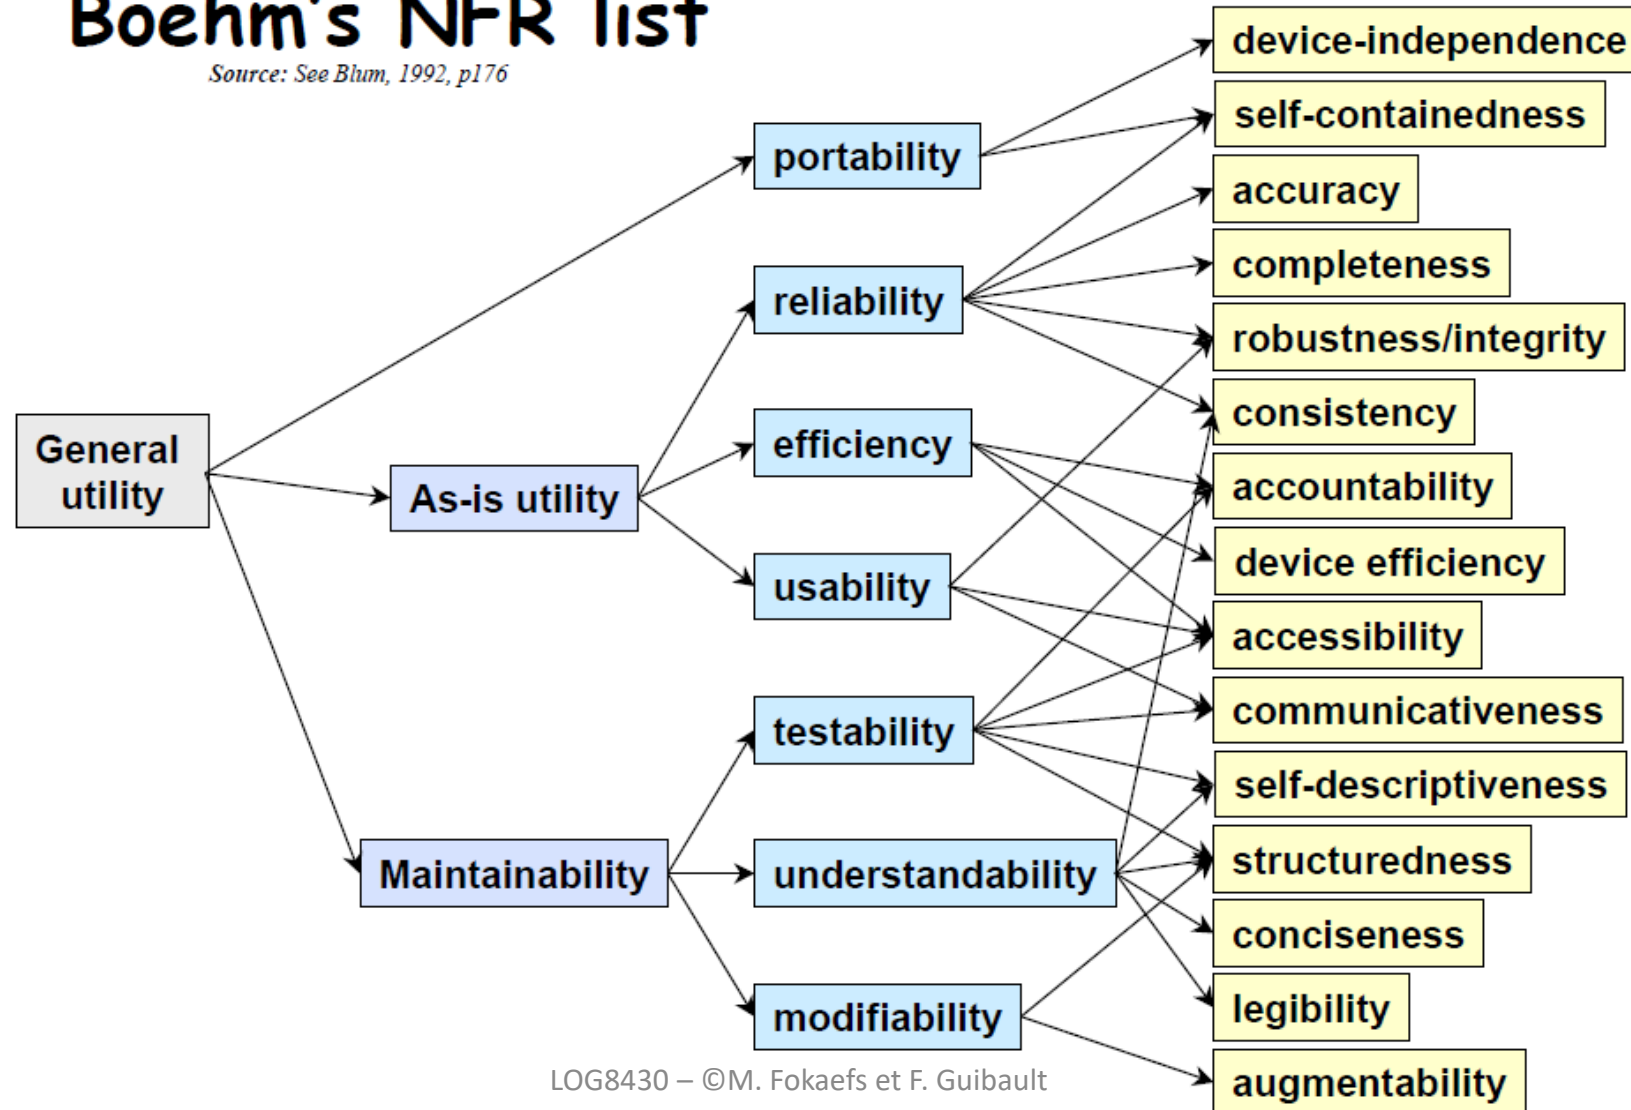 Boehm's NFR list
Source: See Blum, 1992, p176
General
utility
As-is utility
Maintainability
portability
reliability
efficiency
usability
testability
understandability
modifiability
device-independence
self-containedness
accuracy
completeness
robustness/integrity
consistency
accountability
device efficiency
accessibility
communicativeness
self-descriptiveness
structuredness
conciseness
legibility
augmentability
LOG8430 – ©M. Fokaefs et F. Guibault